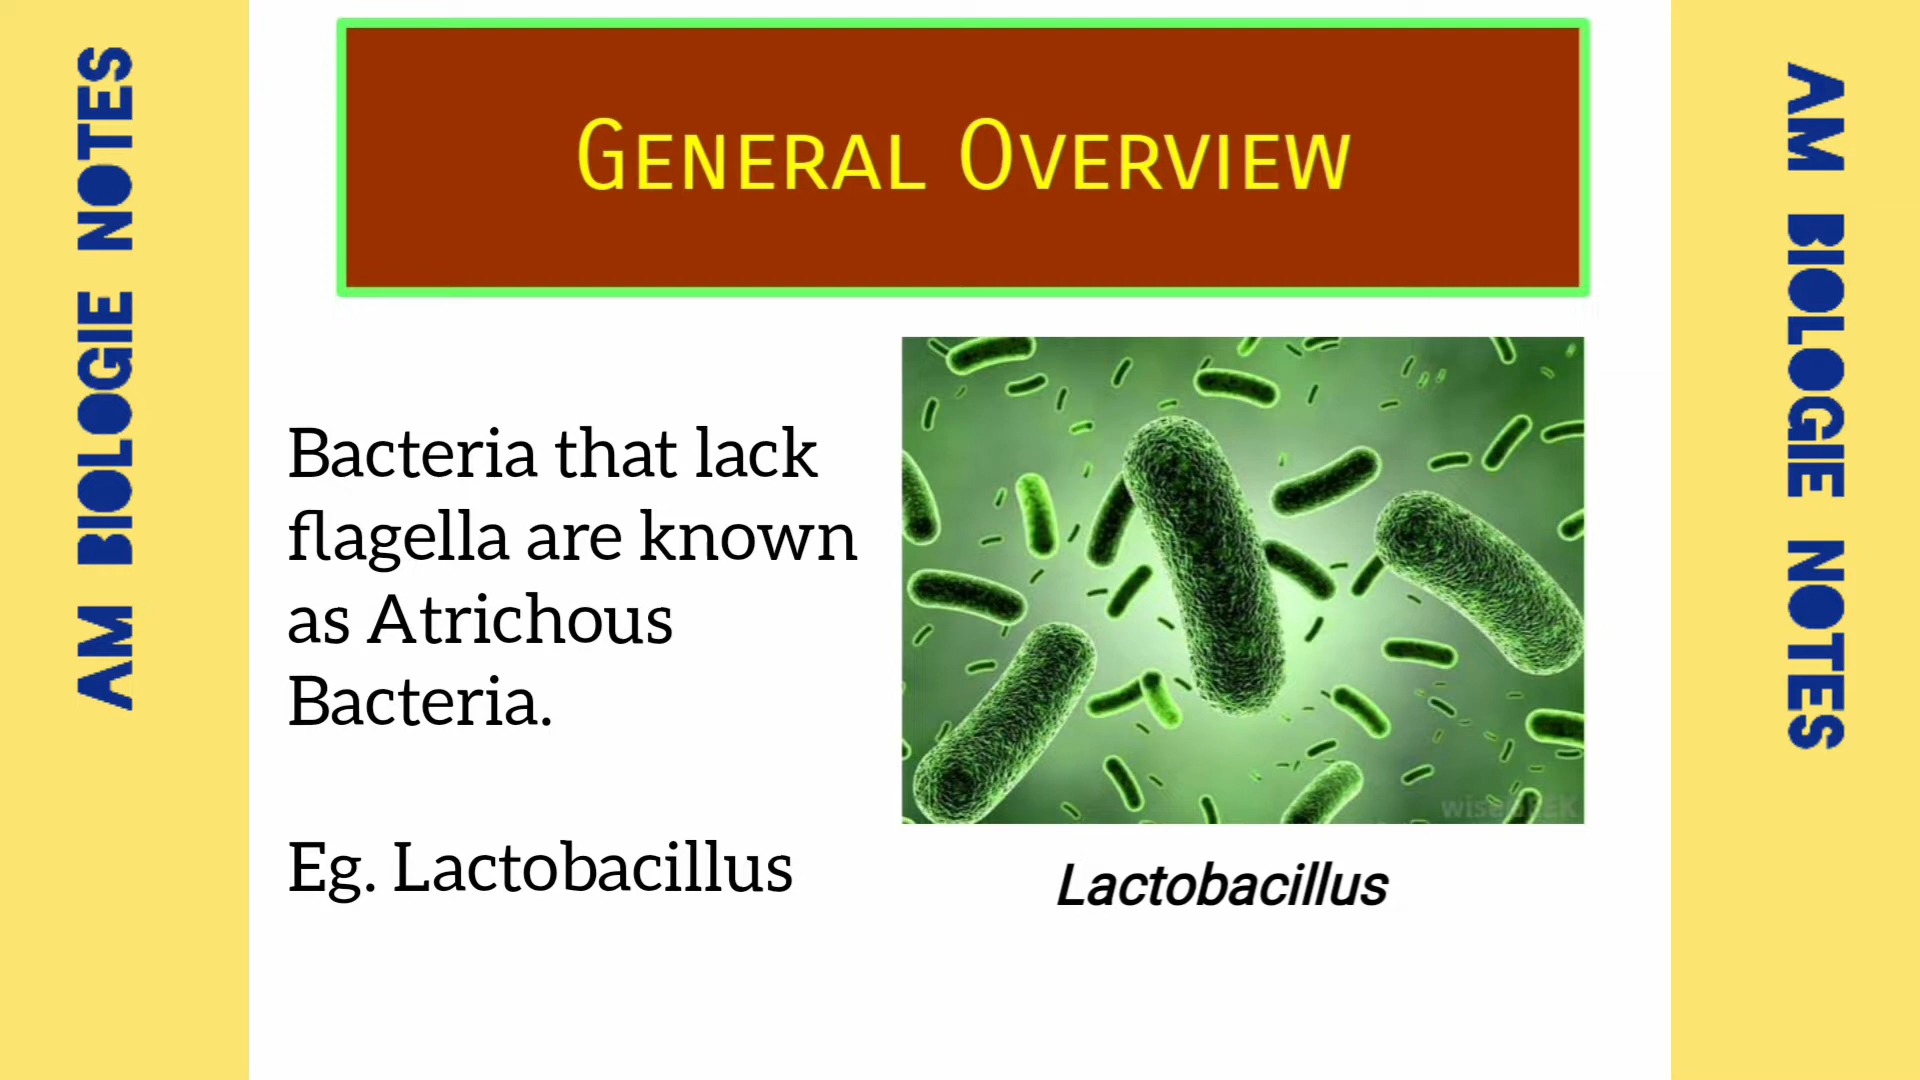 AM BIOLOGIE NOTES
GENERAL OVERVIEW
Bacteria that lack
flagella are known
as Atrichous
Bacteria.
Eg. Lactobacillus
wiseGEEK
Lactobacillus
AM BIOLOGIE NOTES